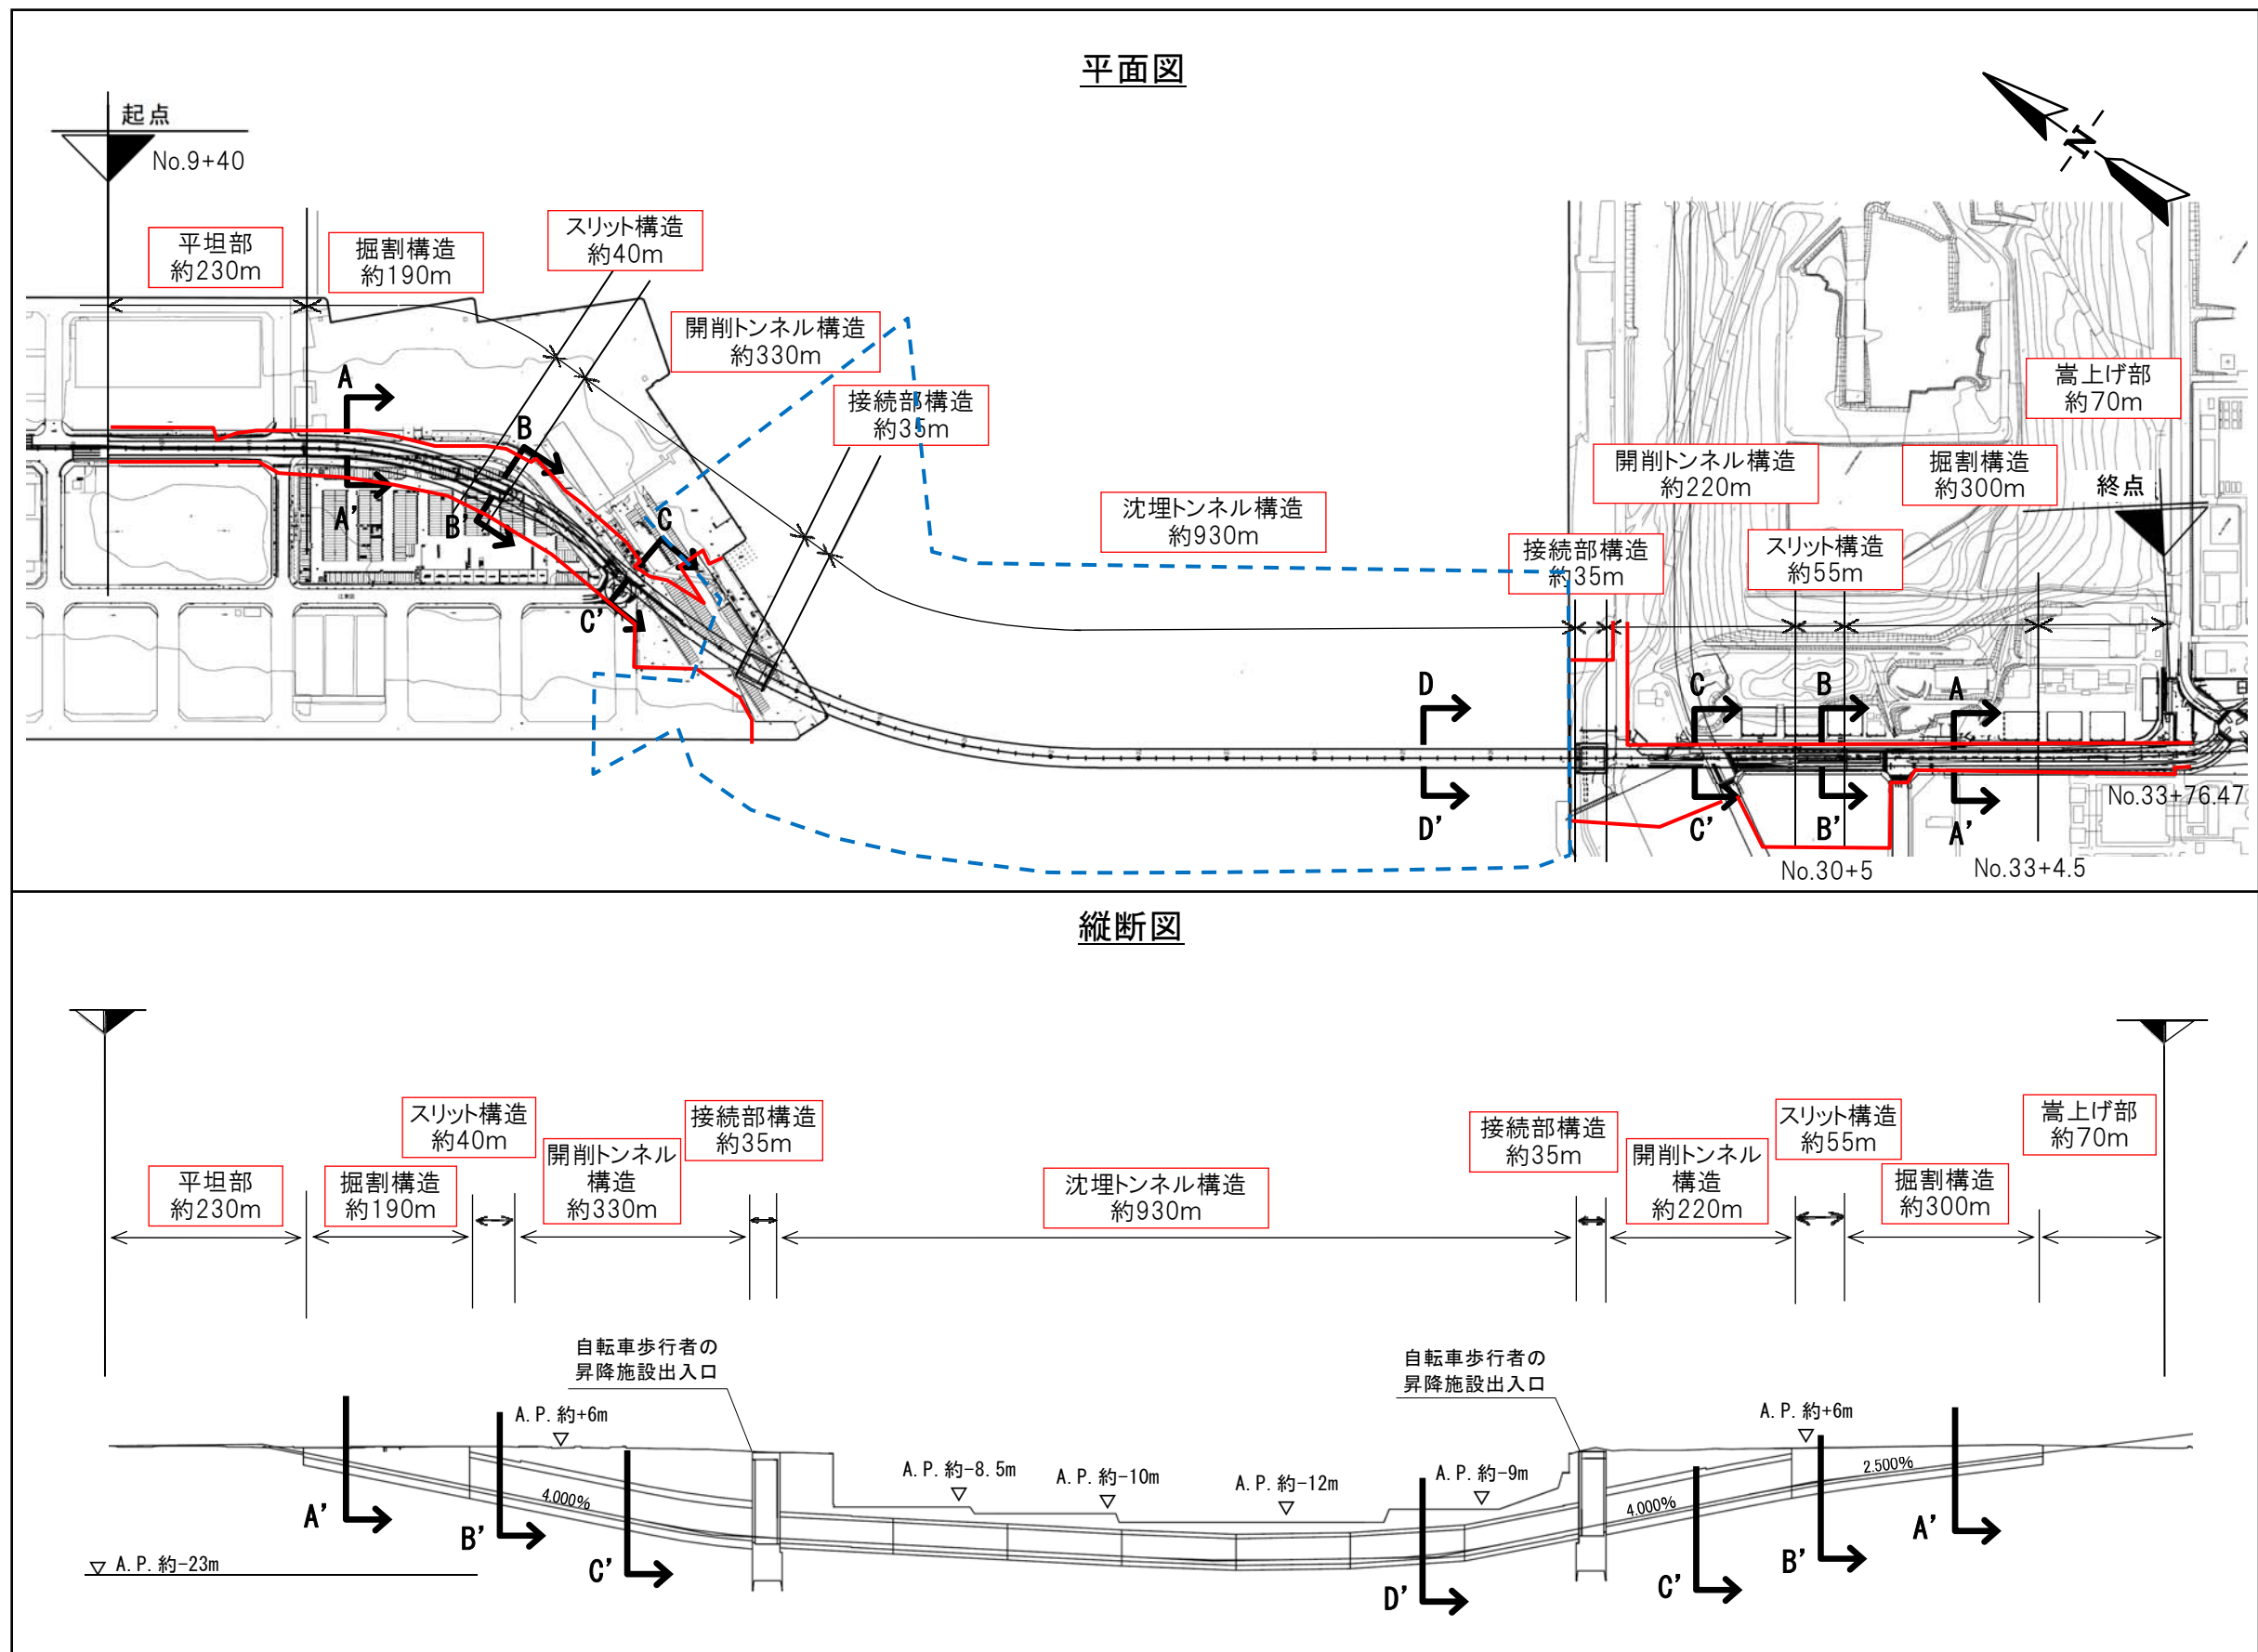 平面図
起点
No.9+40
N
平坦部
約230m
掘割構造
約190m
スリット構造
約40m
開削トンネル構造
約330m
接続部構造
約35m
沈埋トンネル構造
約930m
接続部構造
約35m
開削トンネル構造
約220m
スリット構造
約55m
掘割構造
約300m
嵩上げ部
約70m
終点
A
A’
B
B’
C
C’
D
D’
C
C’
B
B’
A
A’
No.30+5
No.33+4.5
No.33+76.47
縦断図
平坦部
約230m
掘割構造
約190m
スリット構造
約40m
開削トンネル
構造
約330m
接続部構造
約35m
沈埋トンネル構造
約930m
接続部構造
約35m
開削トンネル
構造
約220m
スリット構造
約55m
掘割構造
約300m
嵩上げ部
約70m
自転車歩行者の
昇降施設出入口
自転車歩行者の
昇降施設出入口
A.P.約+6m
A.P.約-8.5m
A.P.約-10m
A.P.約-12m
A.P.約-9m
A.P.約+6m
4.000%
4.000%
2.500%
A’
B’
C’
D’
C’
B’
A’
A.P.約-23m